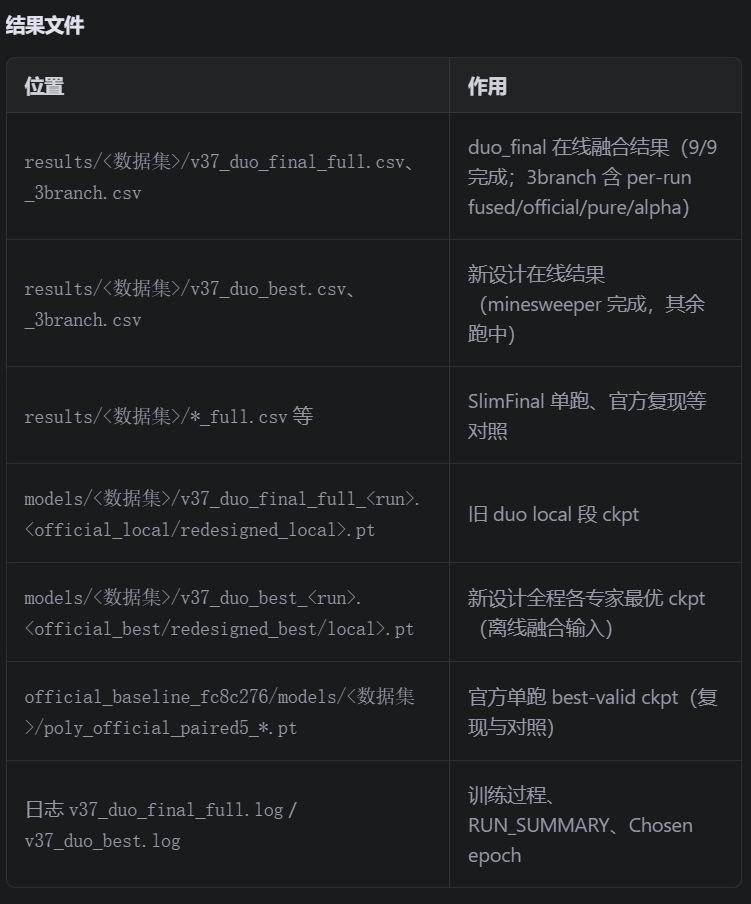 结果文件
位置
作用
results/<数据集>/v37_duo_final_full.csv、
_3branch.csv
duo_final 在线融合结果（9/9
完成；3branch 含 per-run
fused/official/pure/alpha）
results/<数据集>/v37_duo_best.csv、
_3branch.csv
新设计在线结果
（minesweeper 完成，其余
跑中）
results/<数据集>/*_full.csv 等
SlimFinal 单跑、官方复现等
对照
models/<数据集>/v37_duo_final_full_<run>.
<official_local/redesigned_local>.pt
旧 duo local 段 ckpt
models/<数据集>/v37_duo_best_<run>.
<official_best/redesigned_best/local>.pt
新设计全程各专家最优 ckpt
（离线融合输入）
official_baseline_fc8c276/models/<数据集
>/poly_official_paired5_*.pt
官方单跑 best-valid ckpt（复
现与对照）
日志 v37_duo_final_full.log /
v37_duo_best.log
训练过程、
RUN_SUMMARY、Chosen
epoch